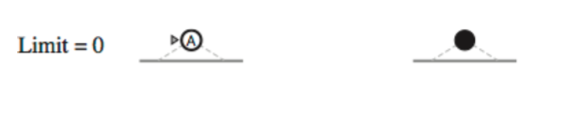 Limit = 0 A